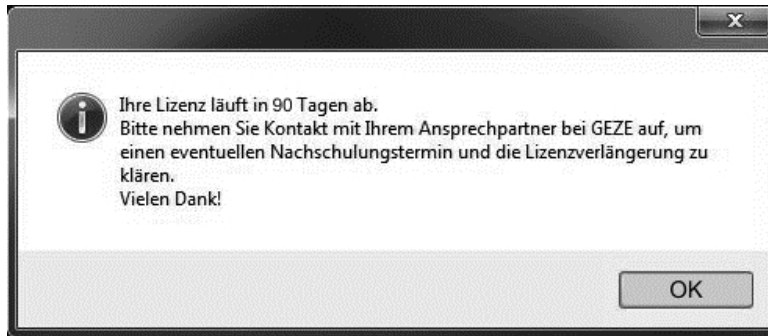 Ihre Lizenz läuft in 90 Tagen ab.
Bitte nehmen Sie Kontakt mit Ihrem Ansprechpartner bei GEZE auf, um
einen eventuellen Nachschulungstermin und die Lizenzverlängerung zu
klären.
Vielen Dank!
OK